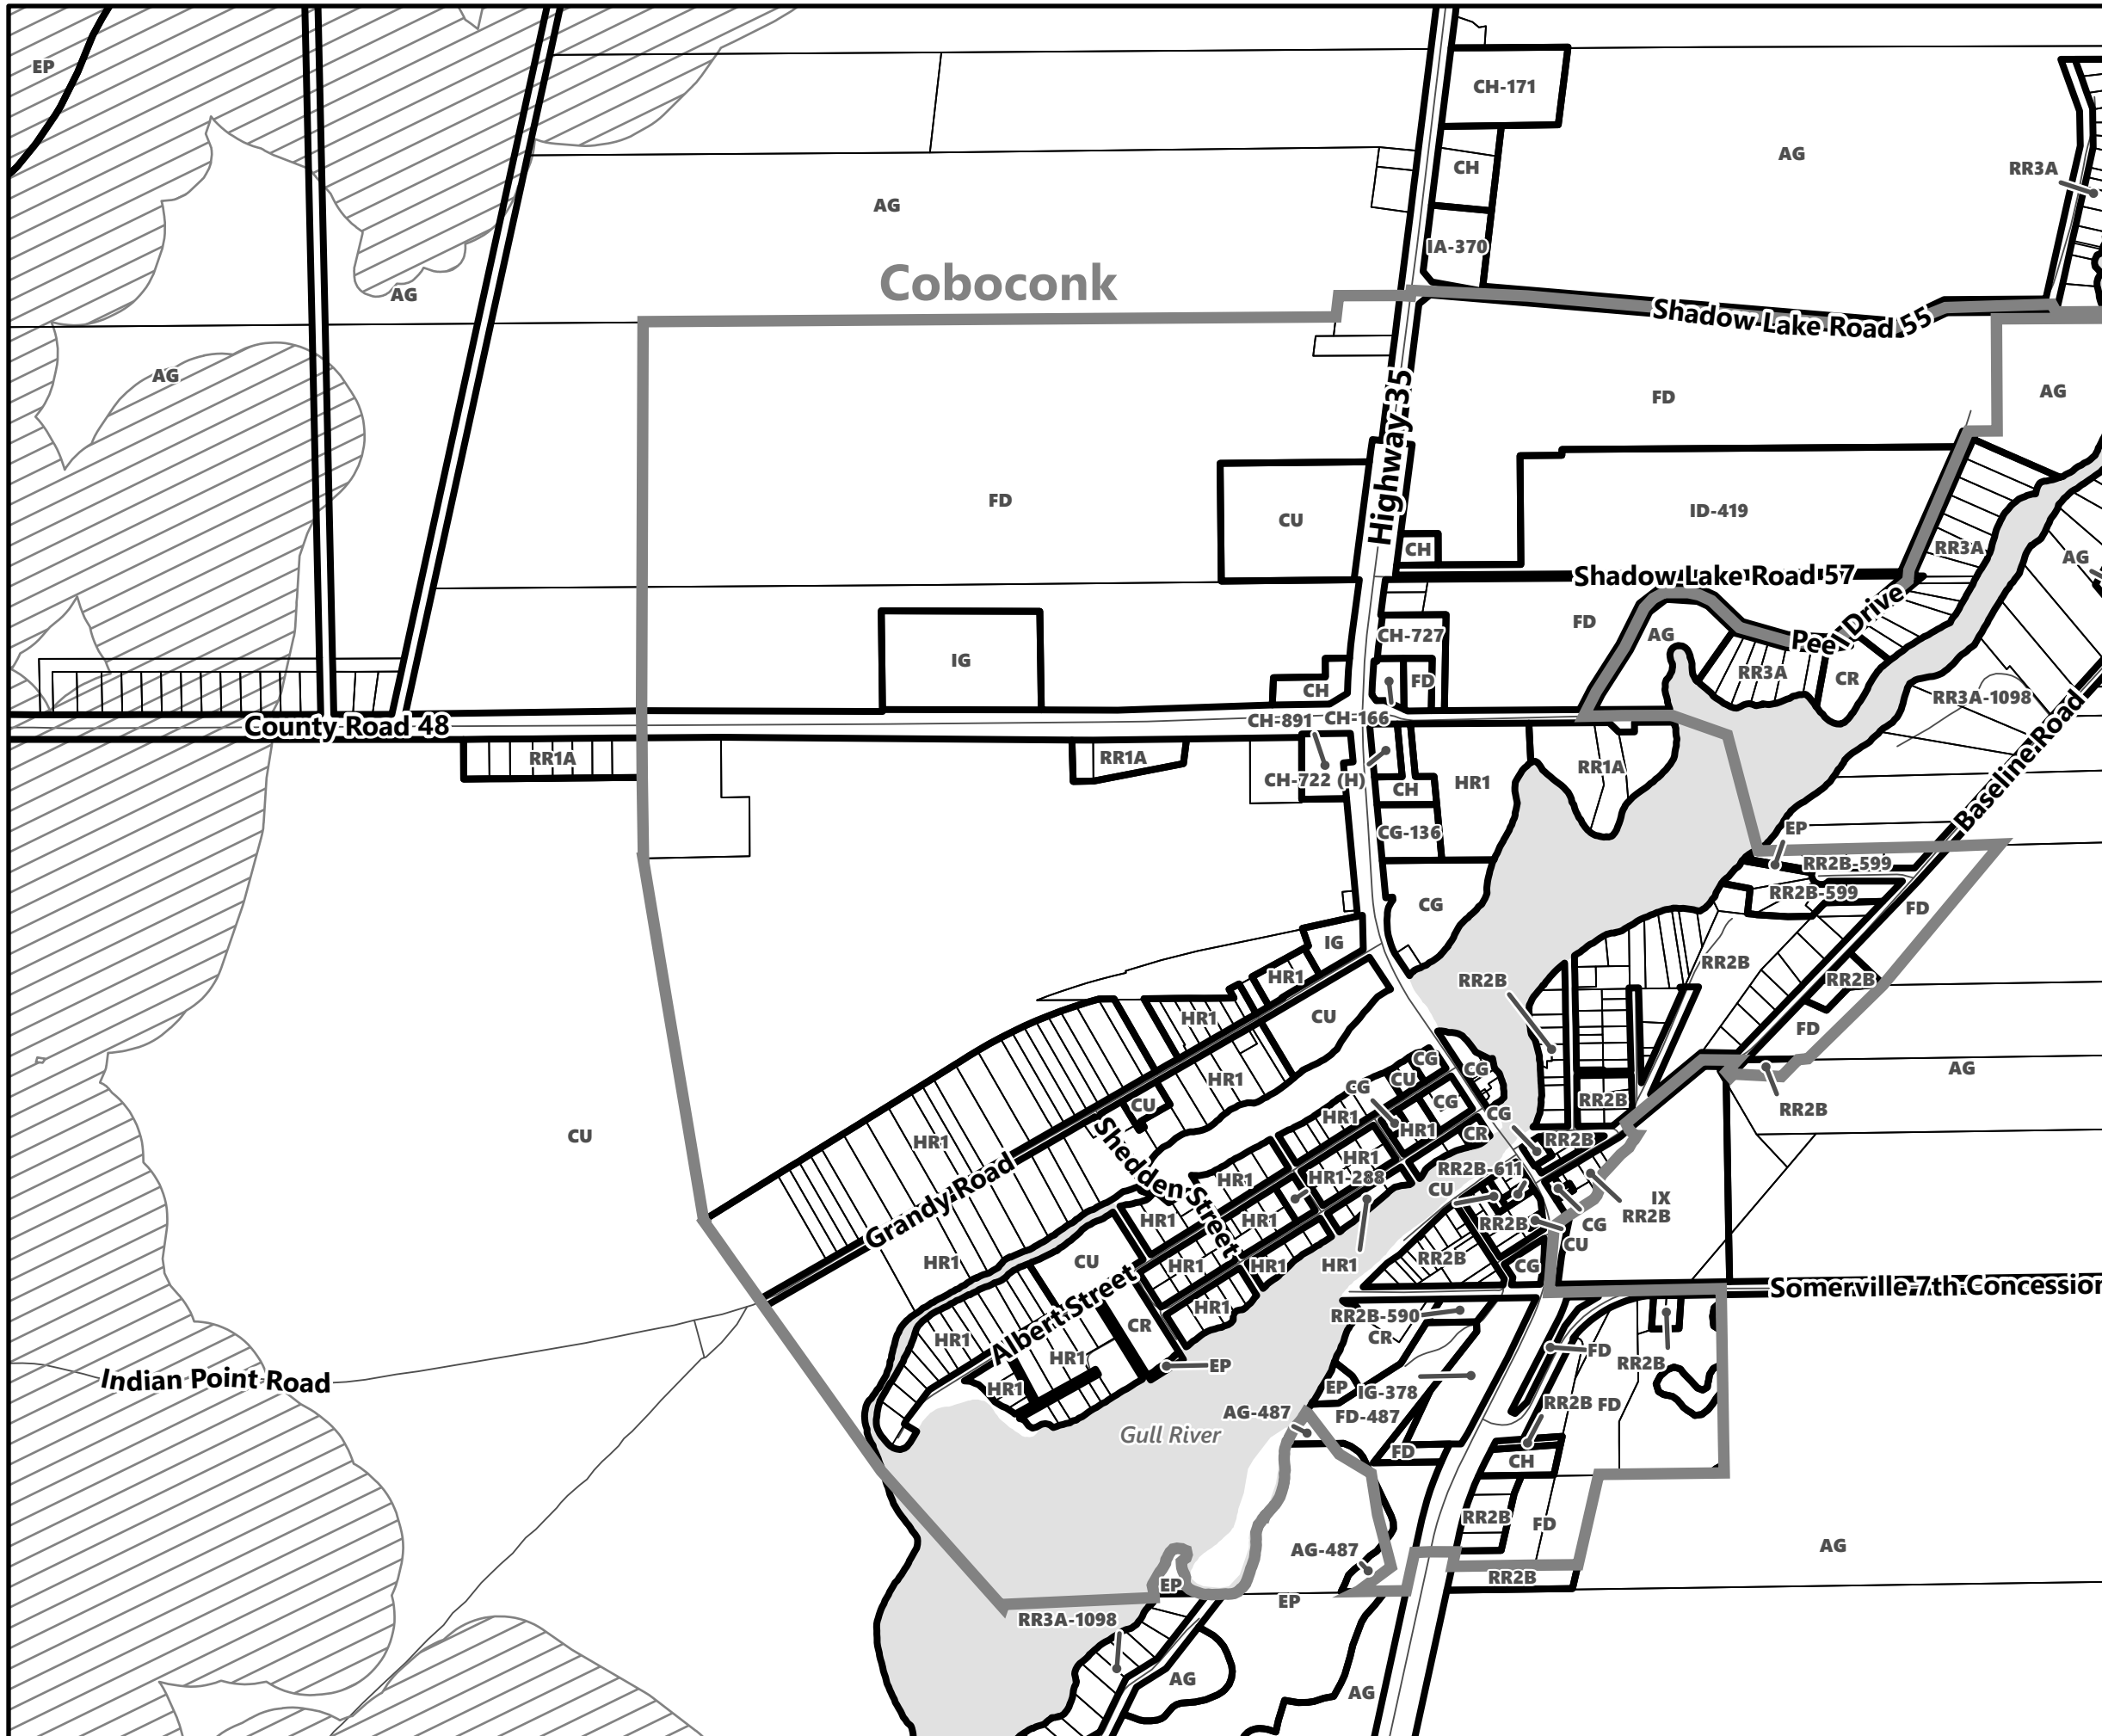 EP
CH-171
AG
CH
RR3A
AG
IA-370
Coboconk
AG
Shadow Lake Road 55
AG
AG
FD
Highway 35
FD
CU
ID-419
CH
RR3A
AG
Shadow Lake Road 57
Peel Drive
FD
AG
CH-727
IG
RR3A
CR
CH
FD
RR3A-1098
CH-891
CH-166
County Road 48
Baseline Road
RR1A
RR1A
RR1A
CH-722 (H)
CH
HR1
CG-136
EP
RR2B-599
RR2B-599
CG
FD
IG
RR2B
HR1
RR2B
RR2B
HR1
CU
FD
CG
CG
AG
HR1
CU
CG
CU
CG
RR2B
RR2B
HR1
CG
HR1
CR
CU
HR1
Shedden Street
RR2B
HR1
RR2B-611
HR1
HR1-288
CU
IX
RR2B
Grandy Road
HR1
HR1
RR2B
CG
CU
HR1
CU
HR1
HR1
HR1
RR2B
CG
Somerville 7th Concession
Albert Street
HR1
RR2B-590
CR
CR
HR1
HR1
EP
FD
RR2B
Indian Point Road
HR1
EP
IG-378
RR2B
FD
AG-487
FD-487
Gull River
FD
CH
RR2B
FD
AG
AG-487
EP
RR2B
EP
RR3A-1098
AG
AG